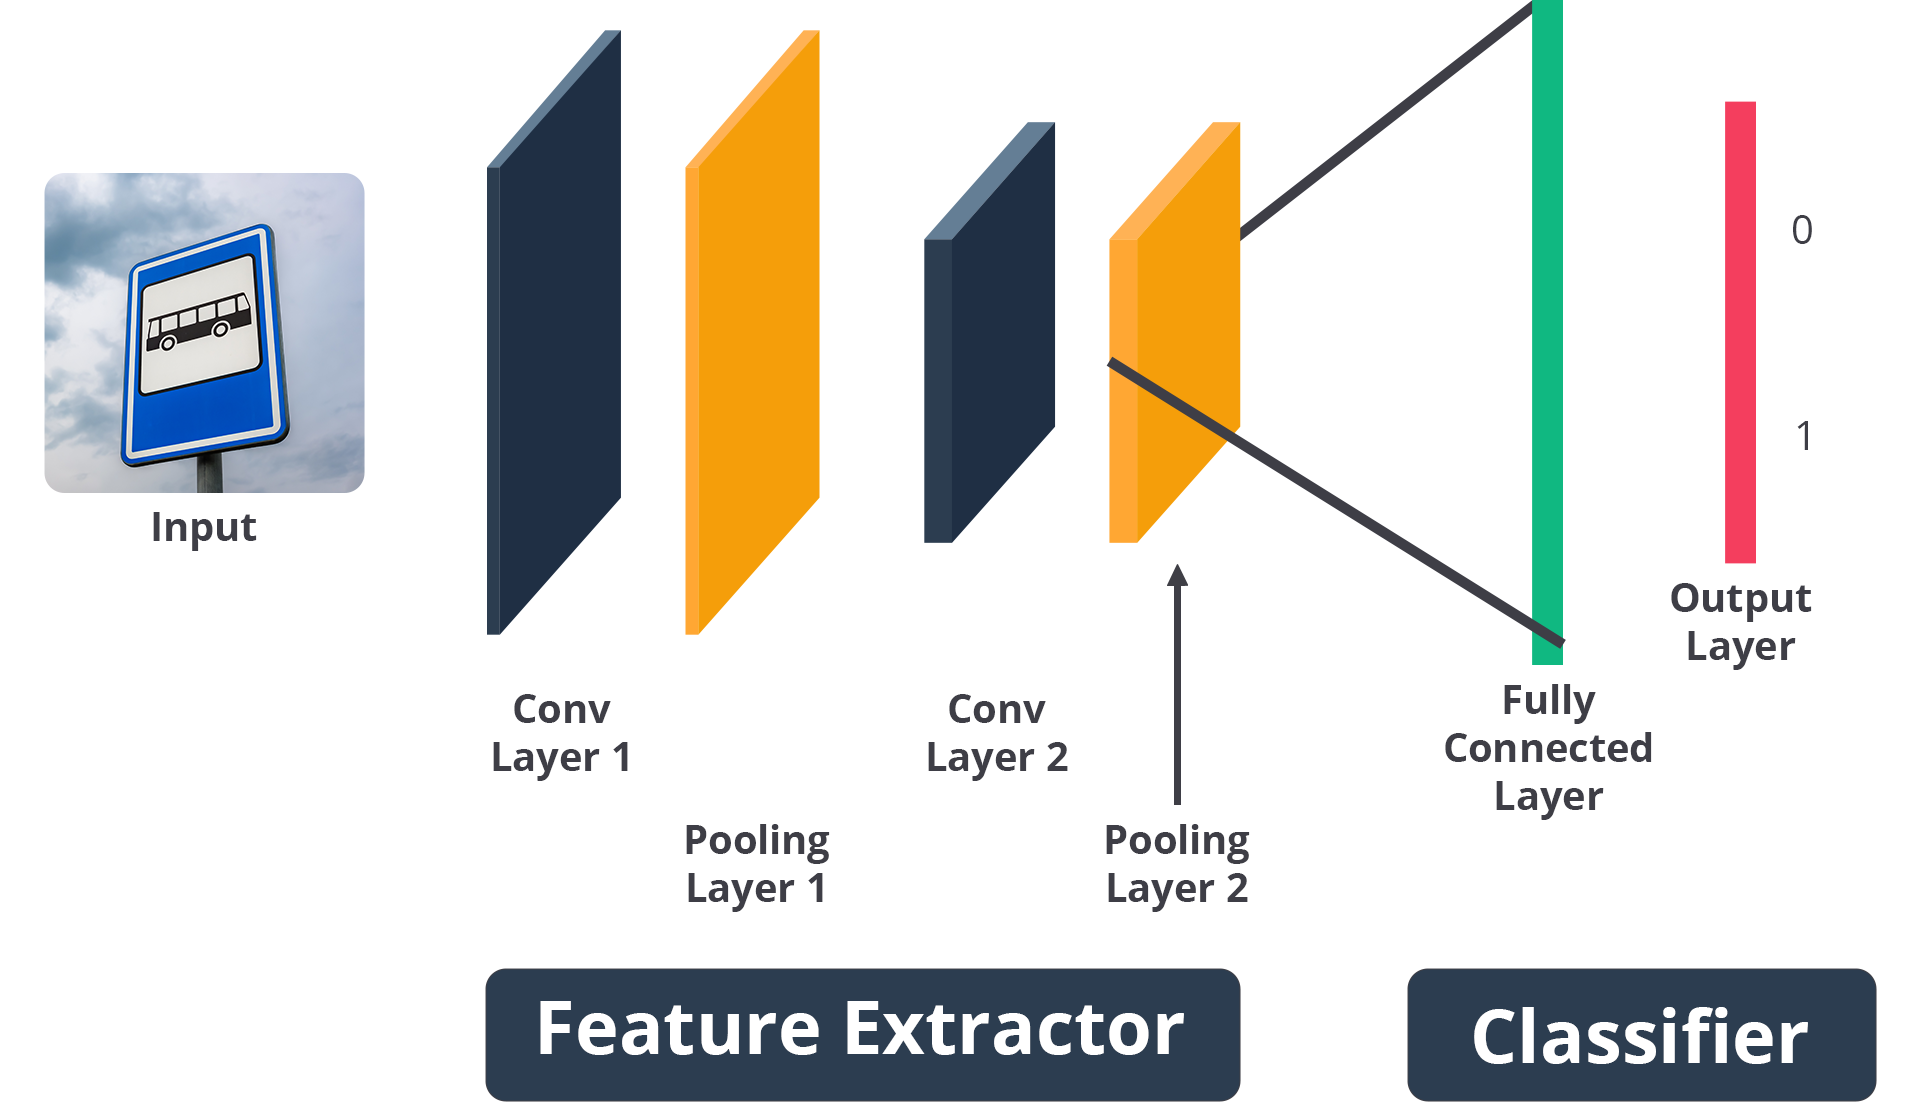 Input
Conv
Layer 1
Pooling
Layer 1
Conv
Layer 2
Pooling
Layer 2
Fully
Connected
Layer
0
1
Output
Layer
Feature Extractor
Classifier